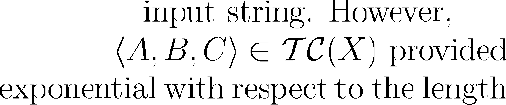 input string. However,
⟨A, B, C⟩ ∈ 𝒯𝒞(X) provided
exponential with respect to the length